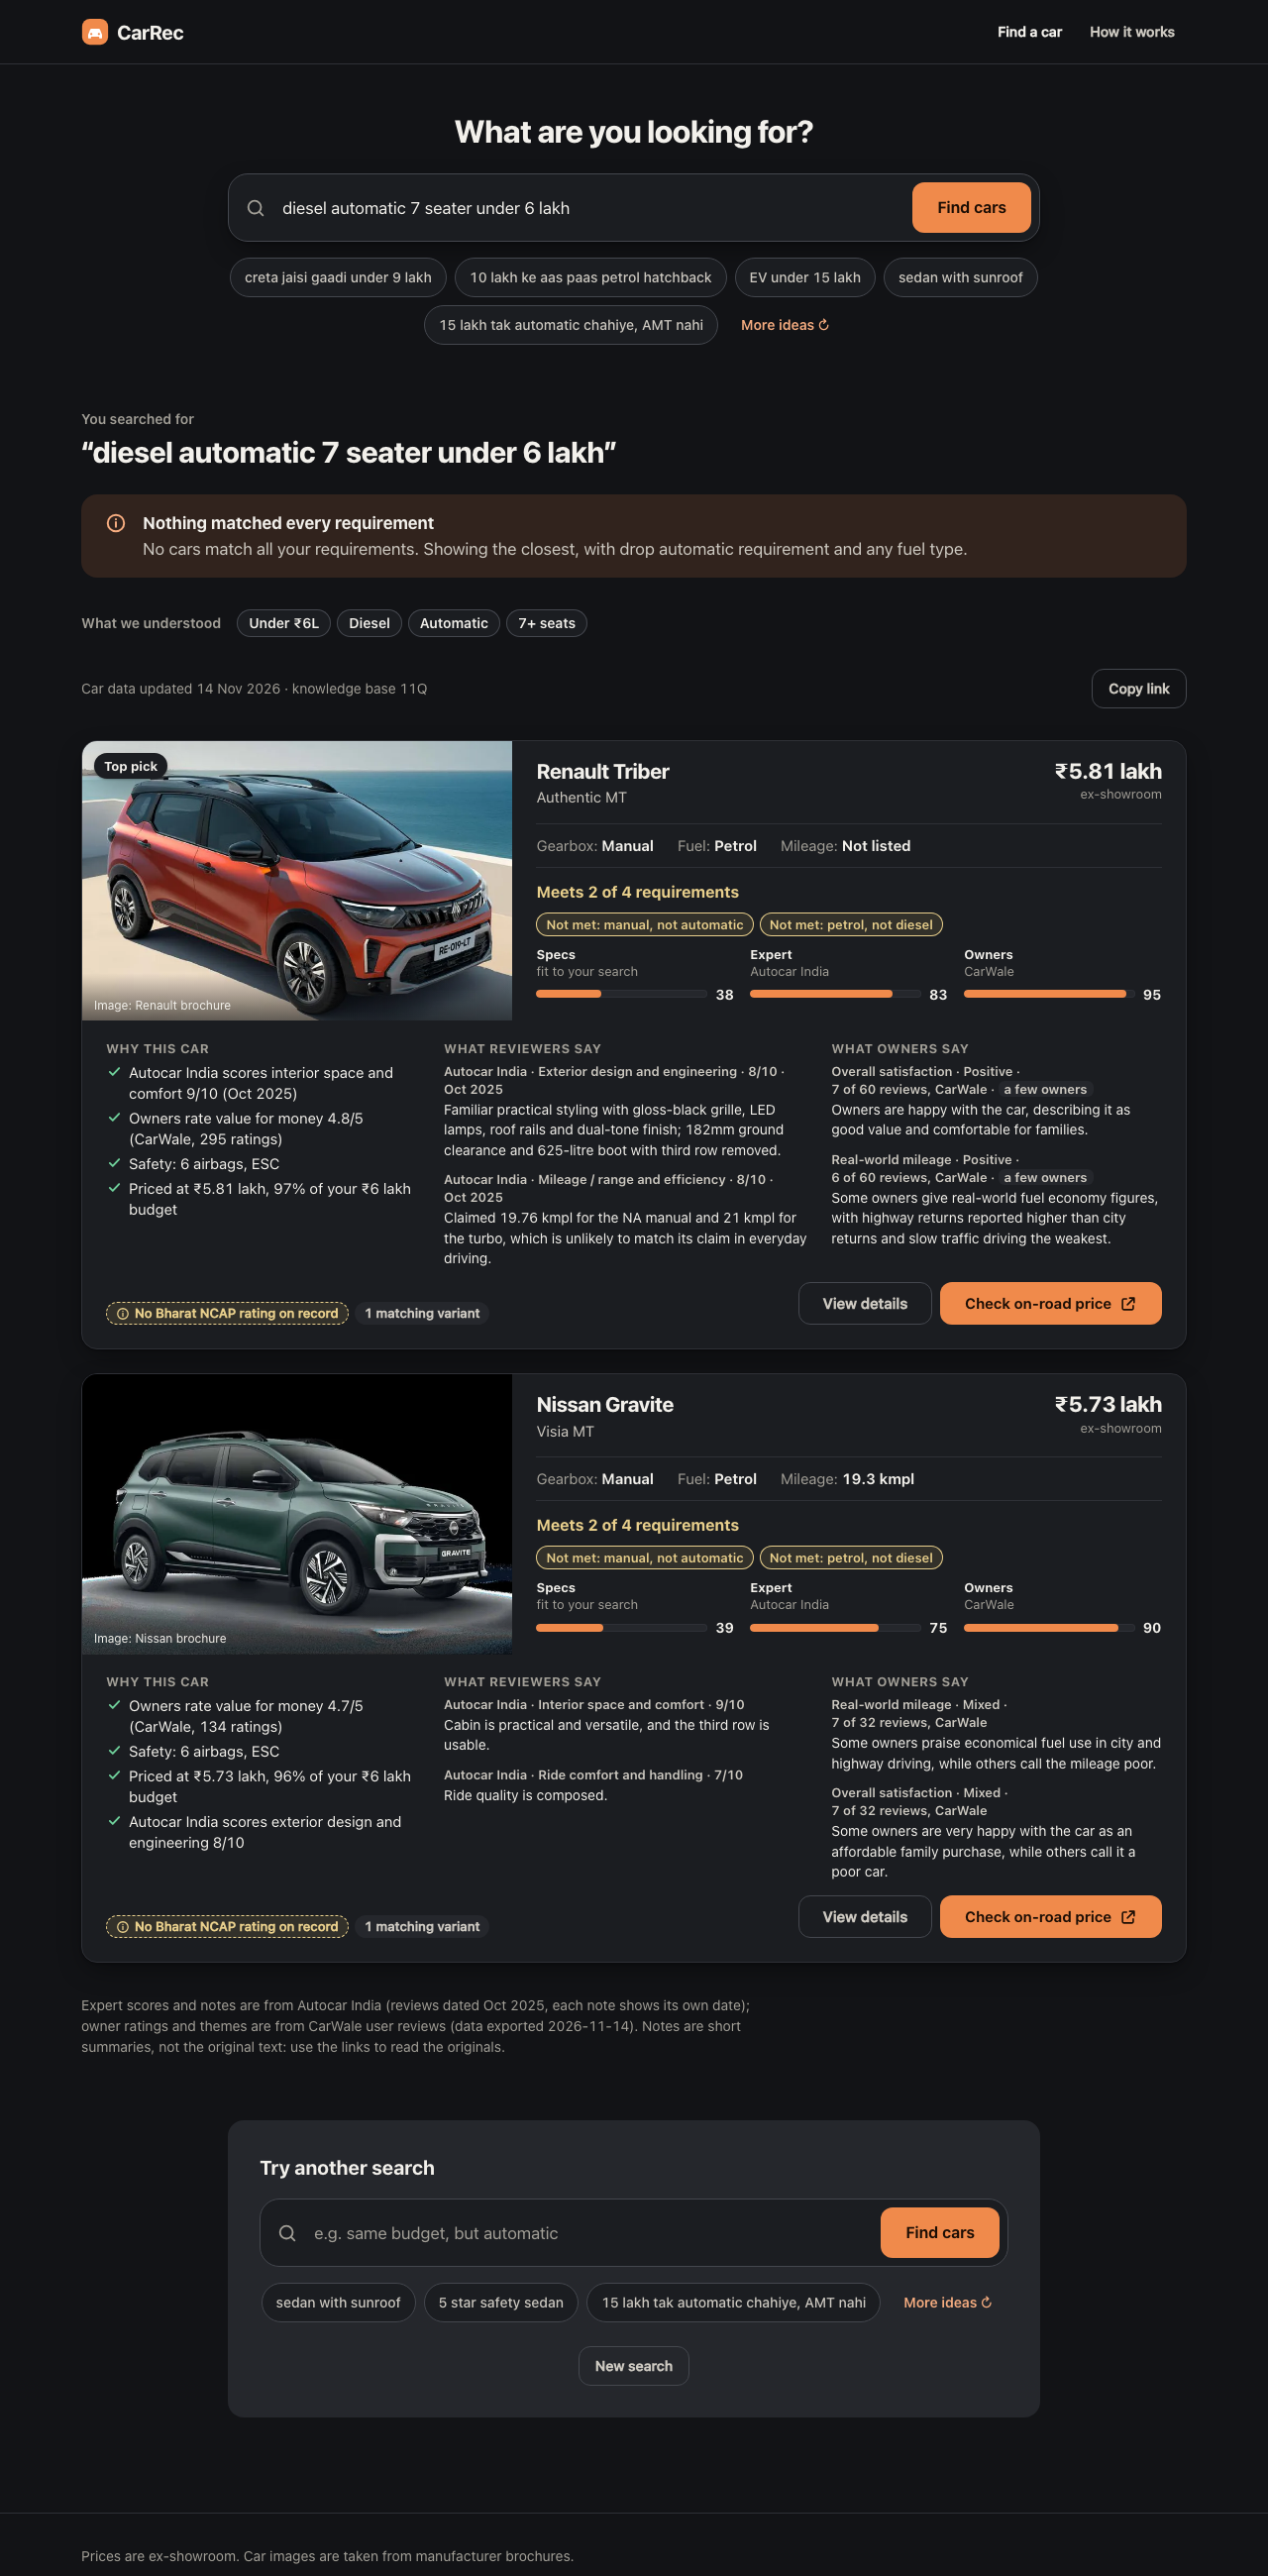 CarRec
Find a car
How it works
What are you looking for?
diesel automatic 7 seater under 6 lakh
Find cars
creta jaisi gaadi under 9 lakh
10 lakh ke aas paas petrol hatchback
EV under 15 lakh
sedan with sunroof
15 lakh tak automatic chahiye, AMT nahi
More ideas ↻
You searched for
“diesel automatic 7 seater under 6 lakh”
Nothing matched every requirement
No cars match all your requirements. Showing the closest, with drop automatic requirement and any fuel type.
What we understood
Under ₹6L
Diesel
Automatic
7+ seats
Car data updated 14 Nov 2026 · knowledge base 11Q
Copy link
Top pick
RE-019-LT
Image: Renault brochure
Renault Triber
Authentic MT
₹5.81 lakh
ex-showroom
Gearbox: Manual
Fuel: Petrol
Mileage: Not listed
Meets 2 of 4 requirements
Not met: manual, not automatic
Not met: petrol, not diesel
Specs
fit to your search
38
Expert
Autocar India
83
Owners
CarWale
95
WHY THIS CAR
Autocar India scores interior space and
comfort 9/10 (Oct 2025)
Owners rate value for money 4.8/5
(CarWale, 295 ratings)
Safety: 6 airbags, ESC
Priced at ₹5.81 lakh, 97% of your ₹6 lakh
budget
WHAT REVIEWERS SAY
Autocar India · Exterior design and engineering · 8/10 ·
Oct 2025
Familiar practical styling with gloss-black grille, LED
lamps, roof rails and dual-tone finish; 182mm ground
clearance and 625-litre boot with third row removed.
Autocar India · Mileage / range and efficiency · 8/10 ·
Oct 2025
Claimed 19.76 kmpl for the NA manual and 21 kmpl for
the turbo, which is unlikely to match its claim in everyday
driving.
WHAT OWNERS SAY
Overall satisfaction · Positive ·
7 of 60 reviews, CarWale · a few owners
Owners are happy with the car, describing it as
good value and comfortable for families.
Real-world mileage · Positive ·
6 of 60 reviews, CarWale · a few owners
Some owners give real-world fuel economy figures,
with highway returns reported higher than city
returns and slow traffic driving the weakest.
No Bharat NCAP rating on record
1 matching variant
View details
Check on-road price
GRAVITE
GRAVITE
Image: Nissan brochure
Nissan Gravite
Visia MT
₹5.73 lakh
ex-showroom
Gearbox: Manual
Fuel: Petrol
Mileage: 19.3 kmpl
Meets 2 of 4 requirements
Not met: manual, not automatic
Not met: petrol, not diesel
Specs
fit to your search
39
Expert
Autocar India
75
Owners
CarWale
90
WHY THIS CAR
Owners rate value for money 4.7/5
(CarWale, 134 ratings)
Safety: 6 airbags, ESC
Priced at ₹5.73 lakh, 96% of your ₹6 lakh
budget
Autocar India scores exterior design and
engineering 8/10
WHAT REVIEWERS SAY
Autocar India · Interior space and comfort · 9/10
Cabin is practical and versatile, and the third row is
usable.
Autocar India · Ride comfort and handling · 7/10
Ride quality is composed.
WHAT OWNERS SAY
Real-world mileage · Mixed ·
7 of 32 reviews, CarWale
Some owners praise economical fuel use in city and
highway driving, while others call the mileage poor.
Overall satisfaction · Mixed ·
7 of 32 reviews, CarWale
Some owners are very happy with the car as an
affordable family purchase, while others call it a
poor car.
No Bharat NCAP rating on record
1 matching variant
View details
Check on-road price
Expert scores and notes are from Autocar India (reviews dated Oct 2025, each note shows its own date);
owner ratings and themes are from CarWale user reviews (data exported 2026-11-14). Notes are short
summaries, not the original text: use the links to read the originals.
Try another search
e.g. same budget, but automatic
Find cars
sedan with sunroof
5 star safety sedan
15 lakh tak automatic chahiye, AMT nahi
More ideas ↻
New search
Prices are ex-showroom. Car images are taken from manufacturer brochures.